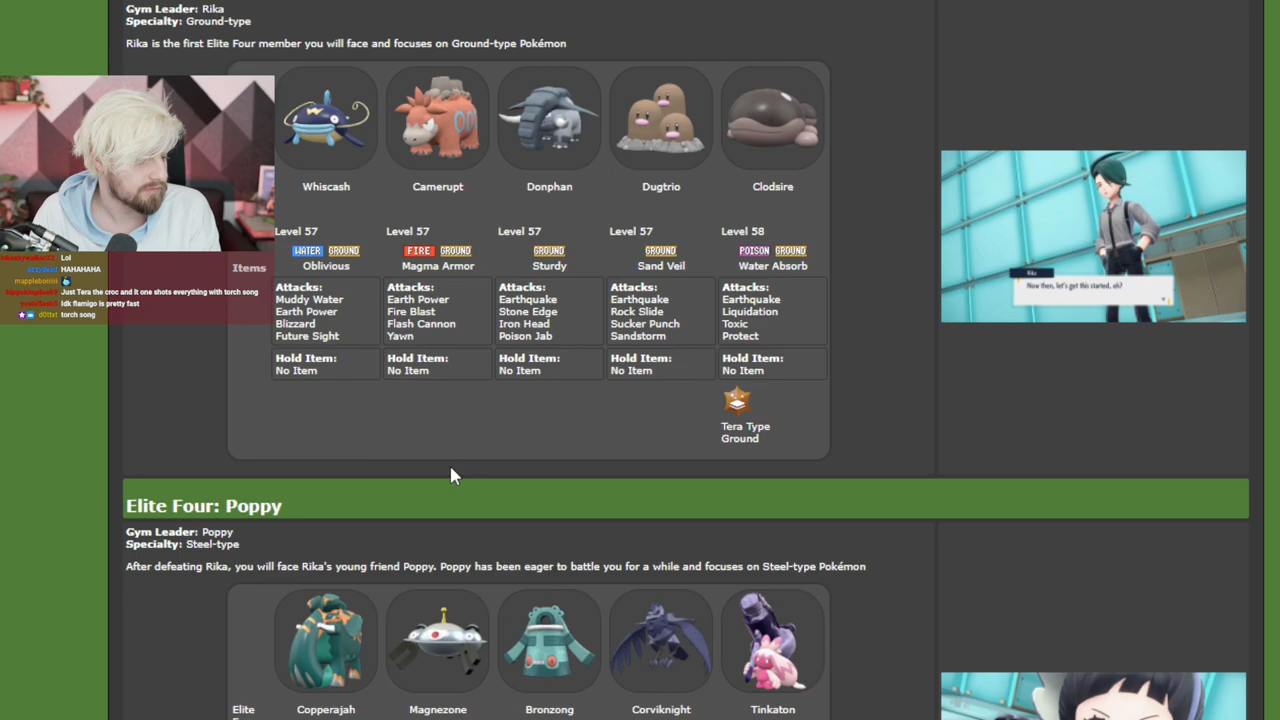 Gym Leader: Rika
Specialty: Ground-type
Rika is the first Elite Four member you will face and focuses on Ground-type Pokémon
Whiscash Camerupt Donphan Dugtrio Clodsire
Level 57 Level 57 Level 57 Level 57 Level 58
WATER GROUND FIRE GROUND GROUND GROUND POISON GROUND
Oblivious Magma Armor Sturdy Sand Veil Water Absorb
Items
Attacks: Attacks: Attacks: Attacks: Attacks:
Muddy Water Earth Power Earthquake Earthquake Earthquake
Earth Power Fire Blast Stone Edge Rock Slide Liquidation
Blizzard Flash Cannon Iron Head Sucker Punch Toxic
Future Sight Yawn Poison Jab Sandstorm Protect
Hold Item: Hold Item: Hold Item: Hold Item: Hold Item:
No Item No Item No Item No Item No Item
Tera Type
Ground
Lol
HAHAHAHA
Just Tera the croc and it one shots everything with torch song
Idk flamigo is pretty fast
d0ttxt torch song
Rika
Now then, let's get this started, eh?
Elite Four: Poppy
Gym Leader: Poppy
Specialty: Steel-type
After defeating Rika, you will face Rika's young friend Poppy. Poppy has been eager to battle you for a while and focuses on Steel-type Pokémon
Elite
Copperajah Magnezone Bronzong Corviknight Tinkaton